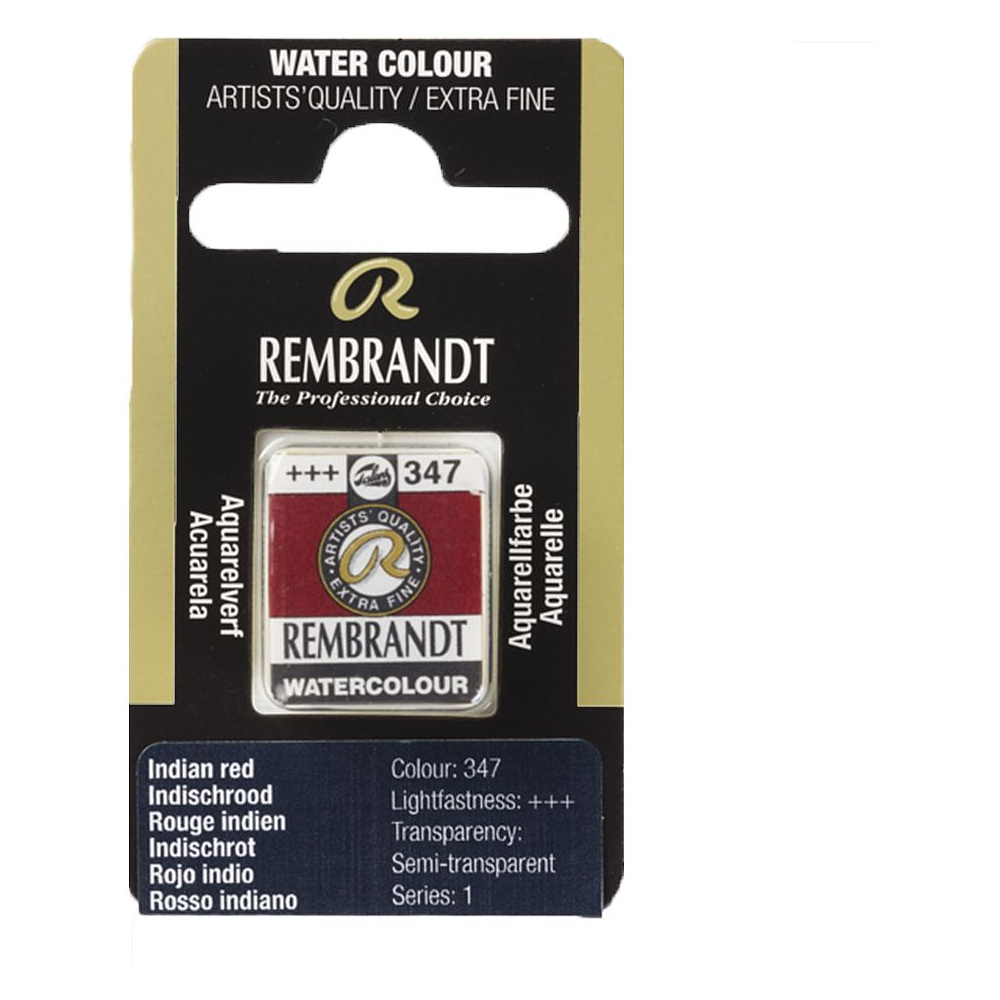 WATER COLOUR
ARTISTS'QUALITY / EXTRA FINE
R
REMBRANDT
The Professional Choice
+++ Talens 347
ARTISTS' QUALITY
R
· EXTRA FINE ·
REMBRANDT
WATERCOLOUR
Aquarelverf
Acuarela
Aquarellfarbe
Aquarelle
Indian red
Indischrood
Rouge indien
Indischrot
Rojo indio
Rosso indiano
Colour: 347
Lightfastness: +++
Transparency:
Semi-transparent
Series: 1